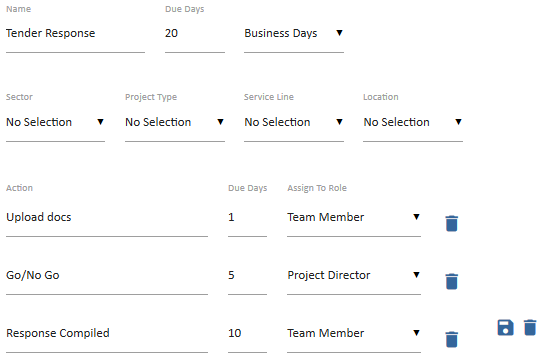 Name Due Days
Tender Response 20 Business Days
Sector Project Type Service Line Location
No Selection No Selection No Selection No Selection
Action Due Days Assign To Role
Upload docs 1 Team Member
Go/No Go 5 Project Director
Response Compiled 10 Team Member